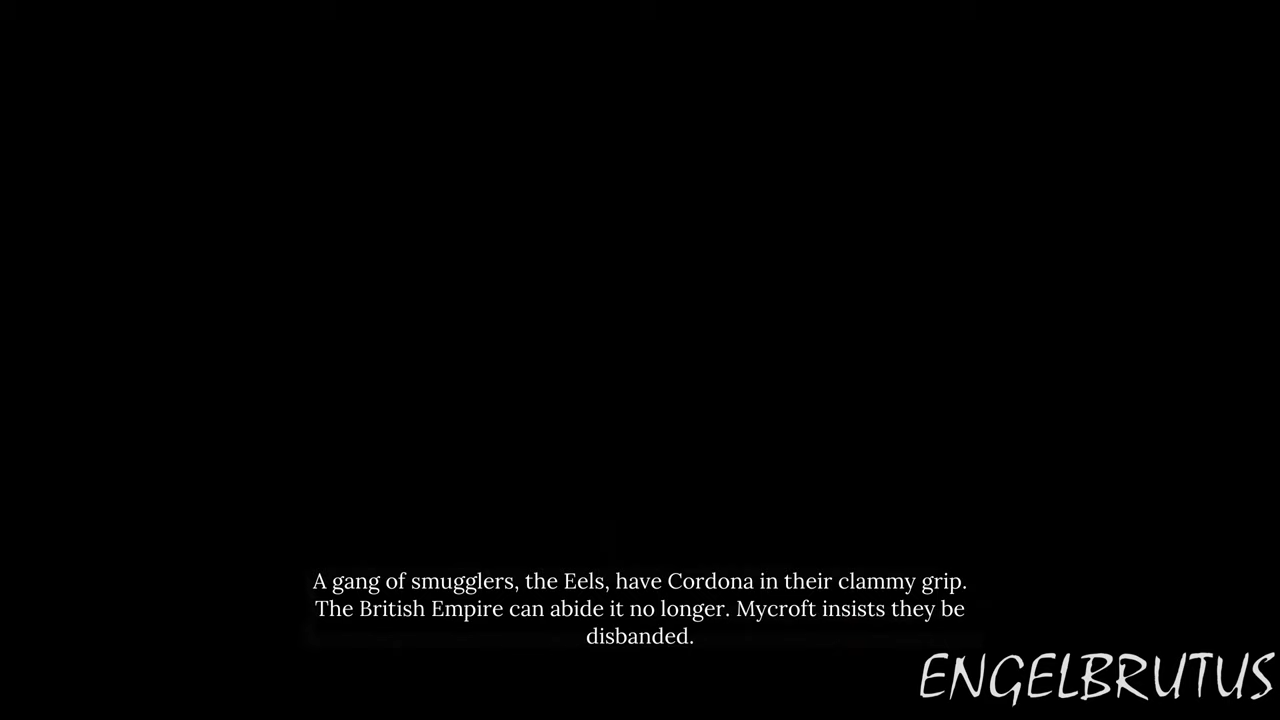 A gang of smugglers, the Eels, have Cordona in their clammy grip.
The British Empire can abide it no longer. Mycroft insists they be
disbanded.
ENGELBRUTUS